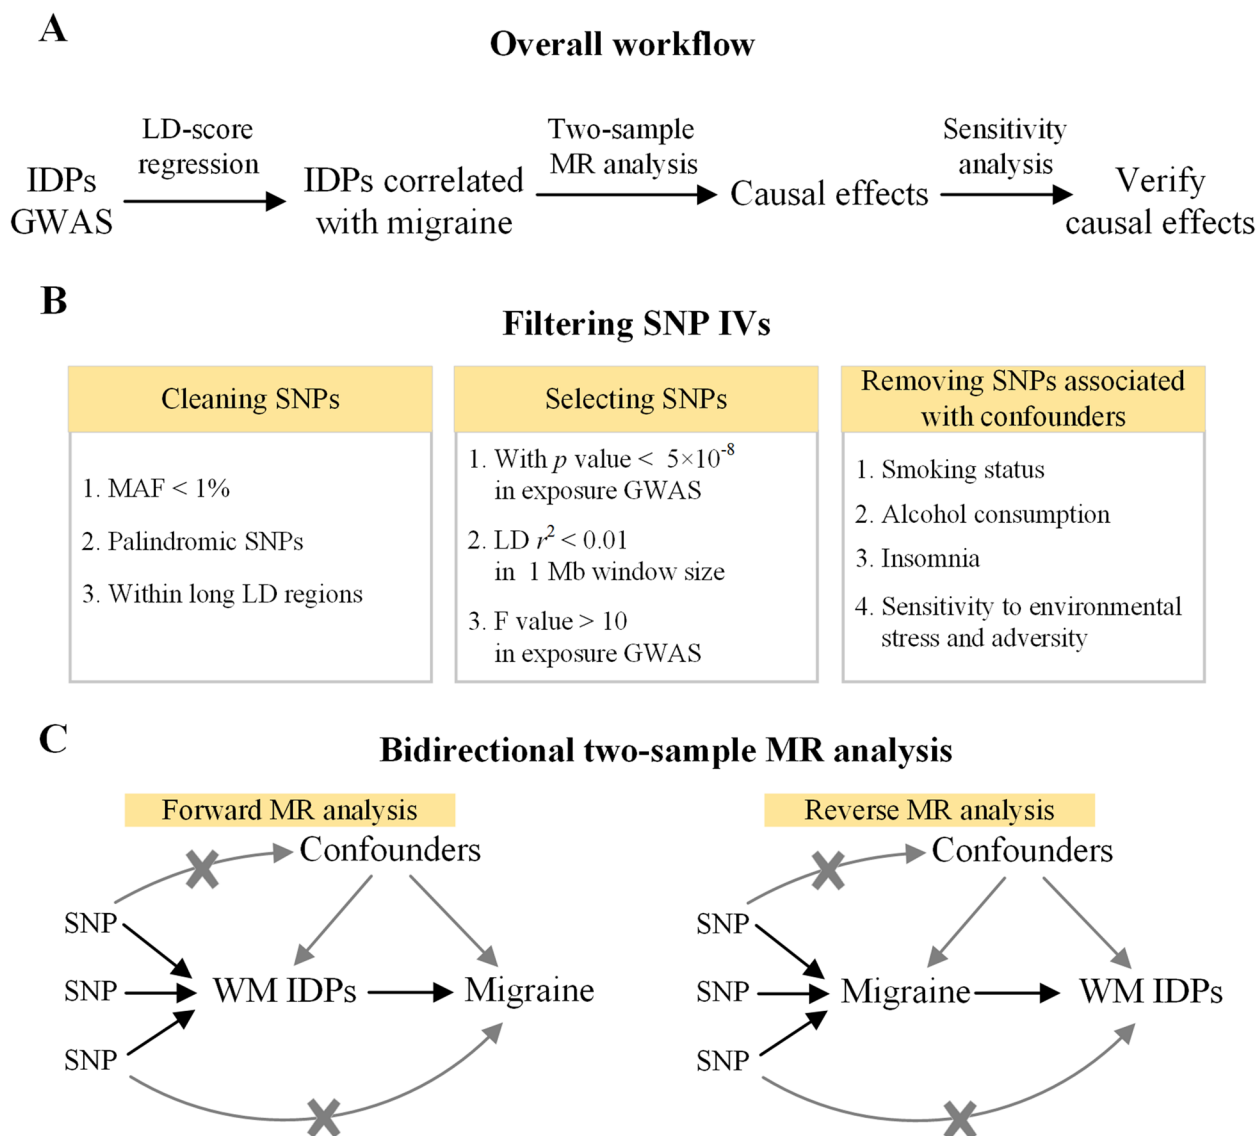 A
Overall workflow
IDPs
GWAS
LD-score
regression
IDPs correlated
with migraine
Two-sample
MR analysis
Causal effects
Sensitivity
analysis
Verify
causal effects
B
Filtering SNP IVs
Cleaning SNPs
1. MAF < 1%
2. Palindromic SNPs
3. Within long LD regions
Selecting SNPs
1. With p value < 5×10⁻⁸
in exposure GWAS
2. LD r² < 0.01
in 1 Mb window size
3. F value > 10
in exposure GWAS
Removing SNPs associated
with confounders
1. Smoking status
2. Alcohol consumption
3. Insomnia
4. Sensitivity to environmental
stress and adversity
C
Bidirectional two-sample MR analysis
Forward MR analysis
Confounders
SNP
SNP
SNP
WM IDPs
Migraine
Reverse MR analysis
Confounders
SNP
SNP
SNP
Migraine
WM IDPs